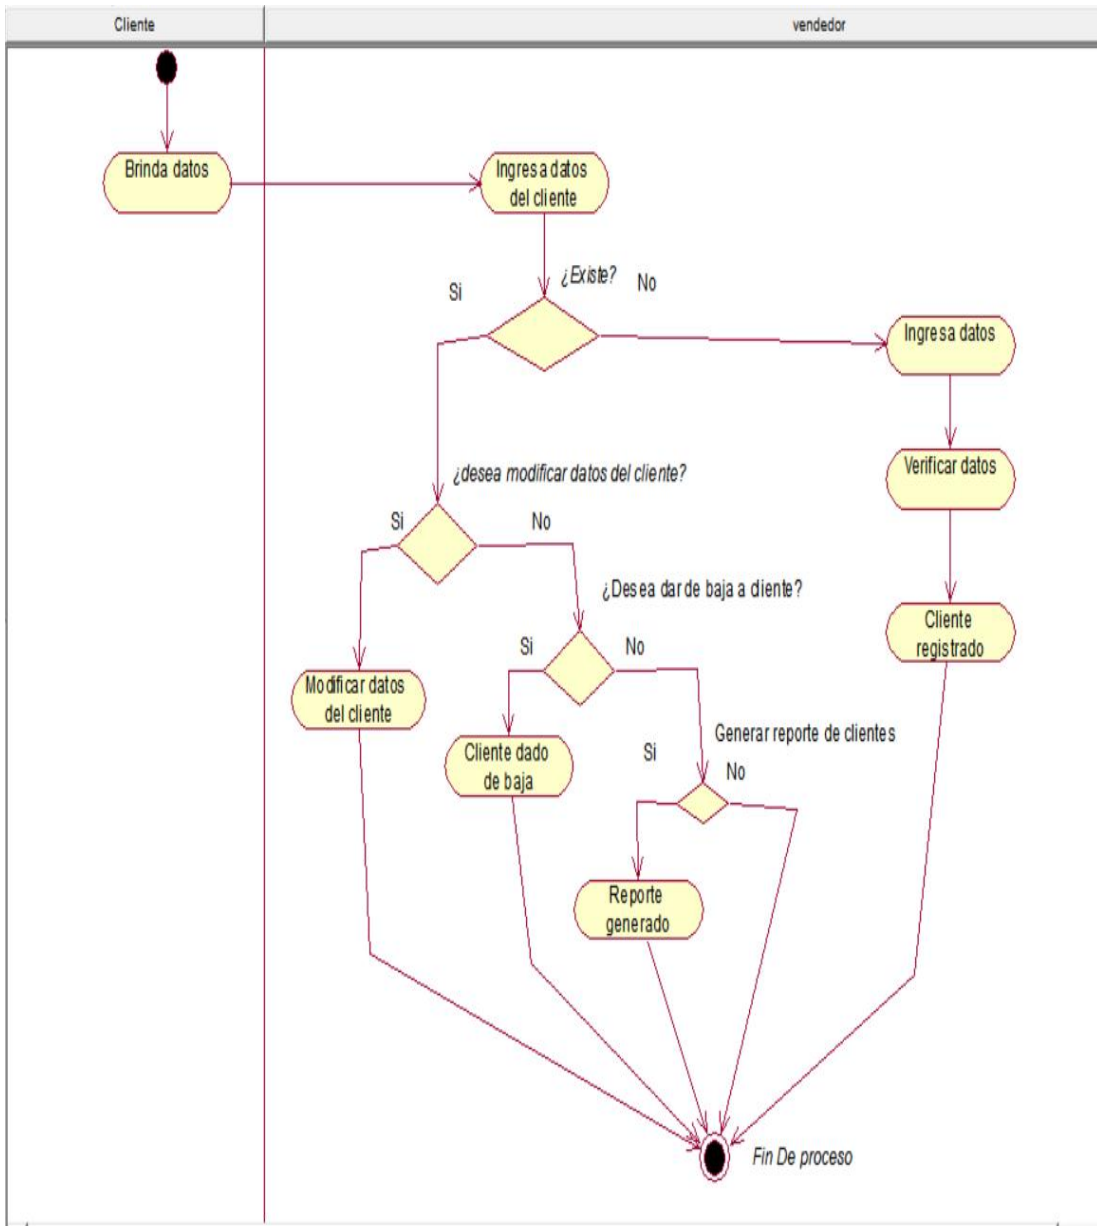 Cliente
vendedor
Brinda datos
Ingresa datos
del cliente
¿Existe?
Si
No
Ingresa datos
Verificar datos
¿desea modificar datos del cliente?
Si
No
¿Desea dar de baja a cliente?
Cliente
registrado
Si
No
Modificar datos
del cliente
Generar reporte de clientes
Cliente dado
de baja
Si
No
Reporte
generado
Fin De proceso